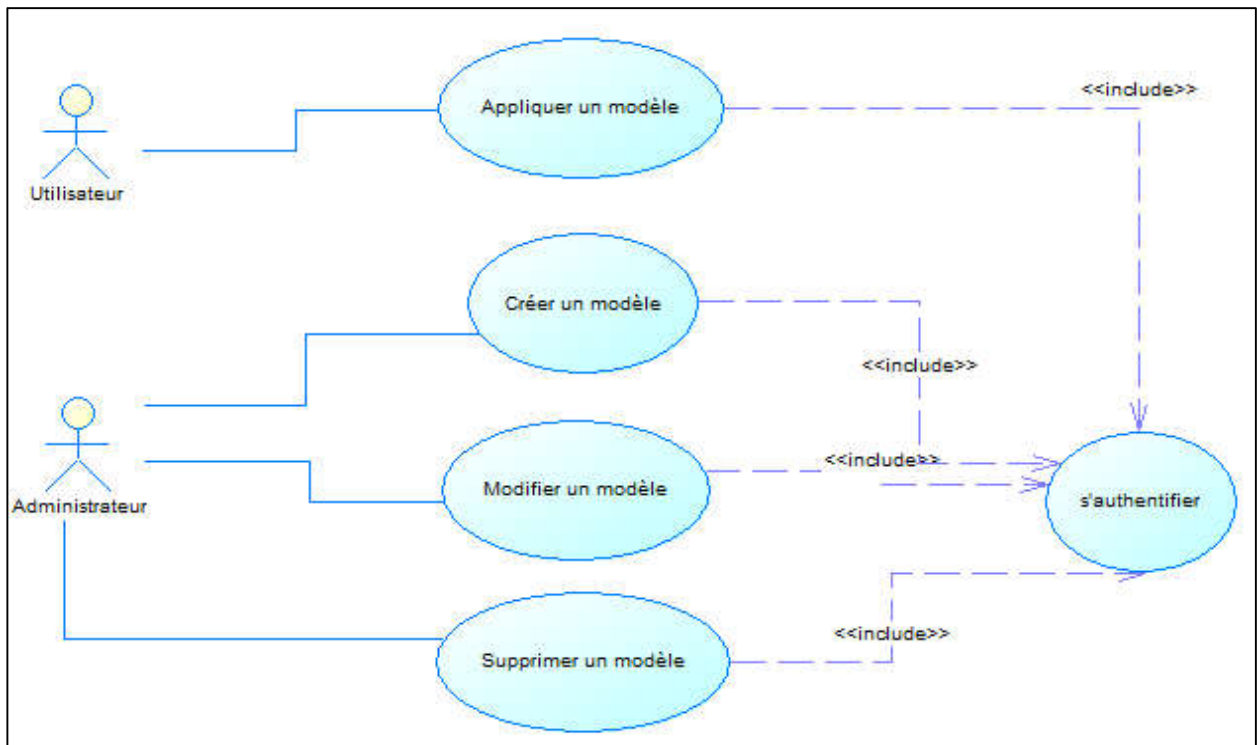 <<include>>
Appliquer un modèle
Utilisateur
Créer un modèle
<<include>>
<<include>>
Modifier un modèle
s'authentifier
Administrateur
<<include>>
Supprimer un modèle